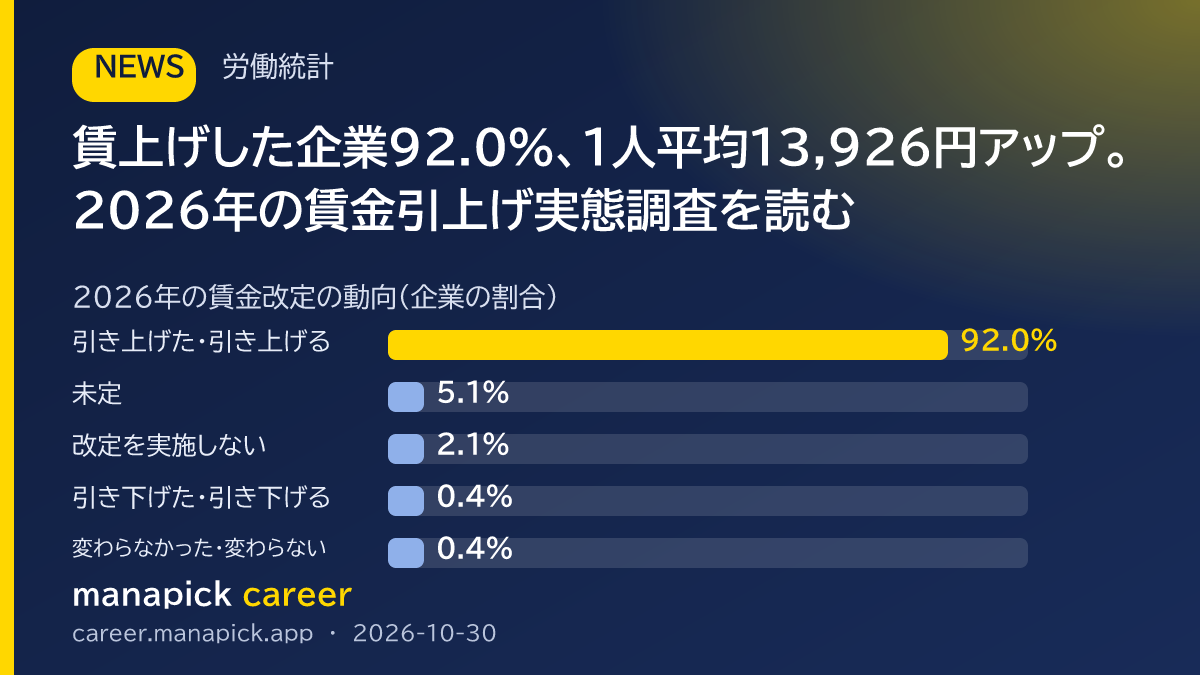 NEWS 労働統計
賃上げした企業92.0%、1人平均13,926円アップ。
2026年の賃金引上げ実態調査を読む
2026年の賃金改定の動向(企業の割合)
引き上げた・引き上げる 92.0%
未定 5.1%
改定を実施しない 2.1%
引き下げた・引き下げる 0.4%
変わらなかった・変わらない 0.4%
manapick career
career.manapick.app ・ 2026-10-30